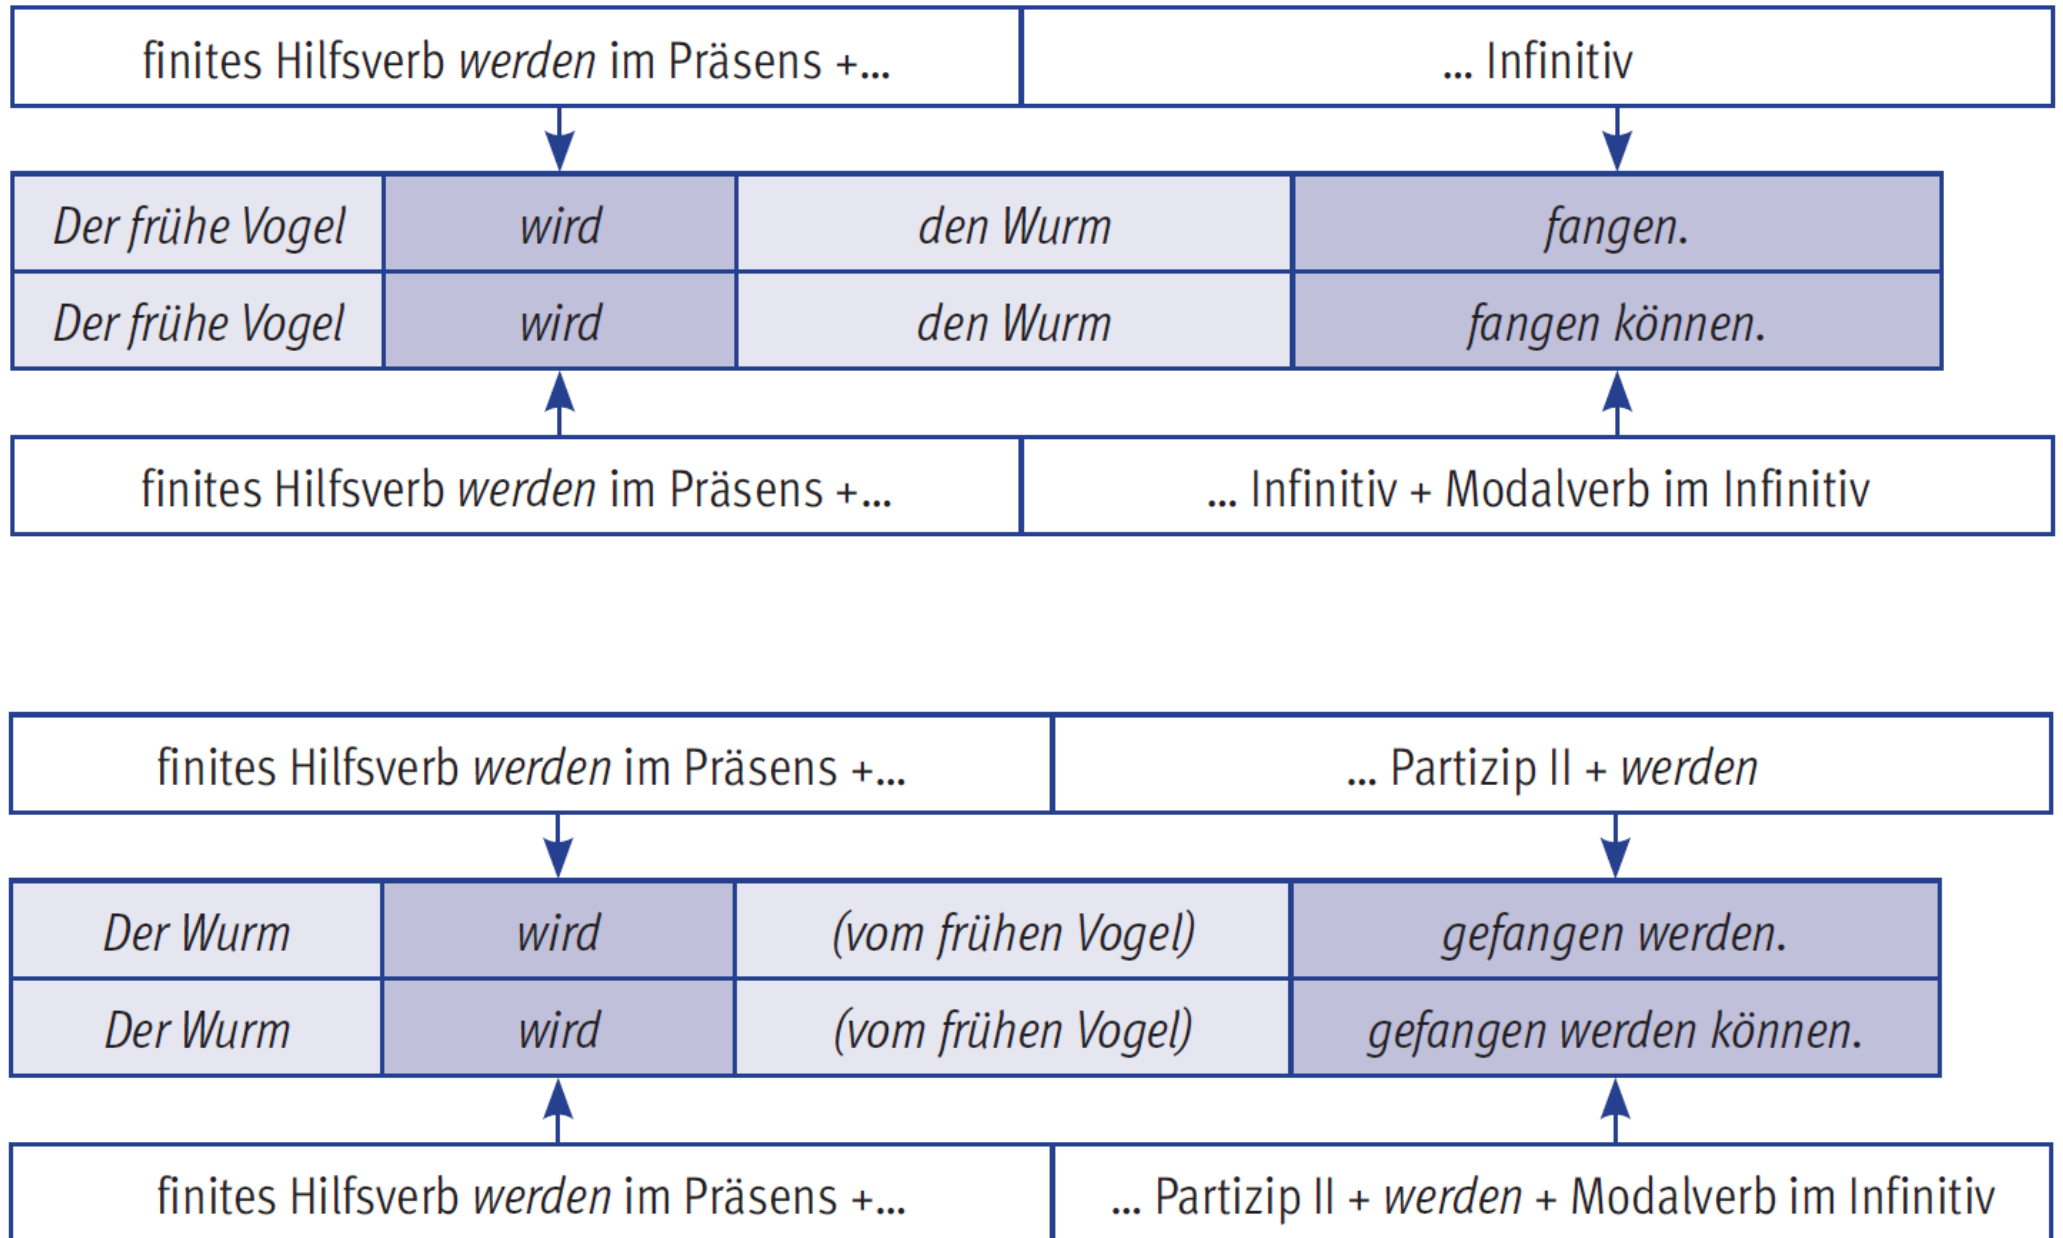 finites Hilfsverb werden im Präsens +... ... Infinitiv
Der frühe Vogel wird den Wurm fangen.
Der frühe Vogel wird den Wurm fangen können.
finites Hilfsverb werden im Präsens +... ... Infinitiv + Modalverb im Infinitiv
finites Hilfsverb werden im Präsens +... ... Partizip II + werden
Der Wurm wird (vom frühen Vogel) gefangen werden.
Der Wurm wird (vom frühen Vogel) gefangen werden können.
finites Hilfsverb werden im Präsens +... ... Partizip II + werden + Modalverb im Infinitiv